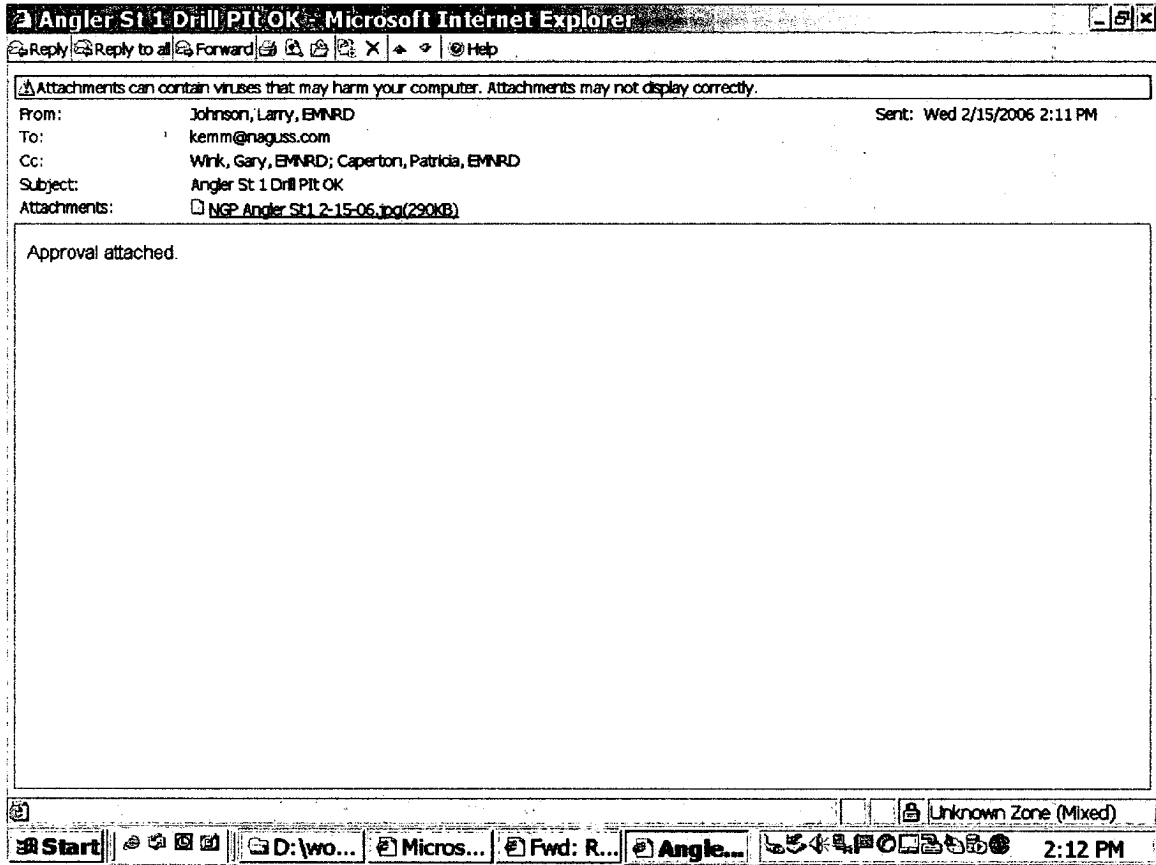 Angler St 1 Drill PIt OK - Microsoft Internet Explorer
Reply Reply to all Forward Help
Attachments can contain viruses that may harm your computer. Attachments may not display correctly.
From: Johnson, Larry, EMNRD Sent: Wed 2/15/2006 2:11 PM
To: kemm@naguss.com
Cc: Wink, Gary, EMNRD; Caperton, Patricia, EMNRD
Subject: Angler St 1 Drill PIt OK
Attachments: NGP Angler St1 2-15-06.jpg(290KB)
Approval attached.
Unknown Zone (Mixed)
Start D:\wo... Micros... Fwd: R... Angle... 2:12 PM